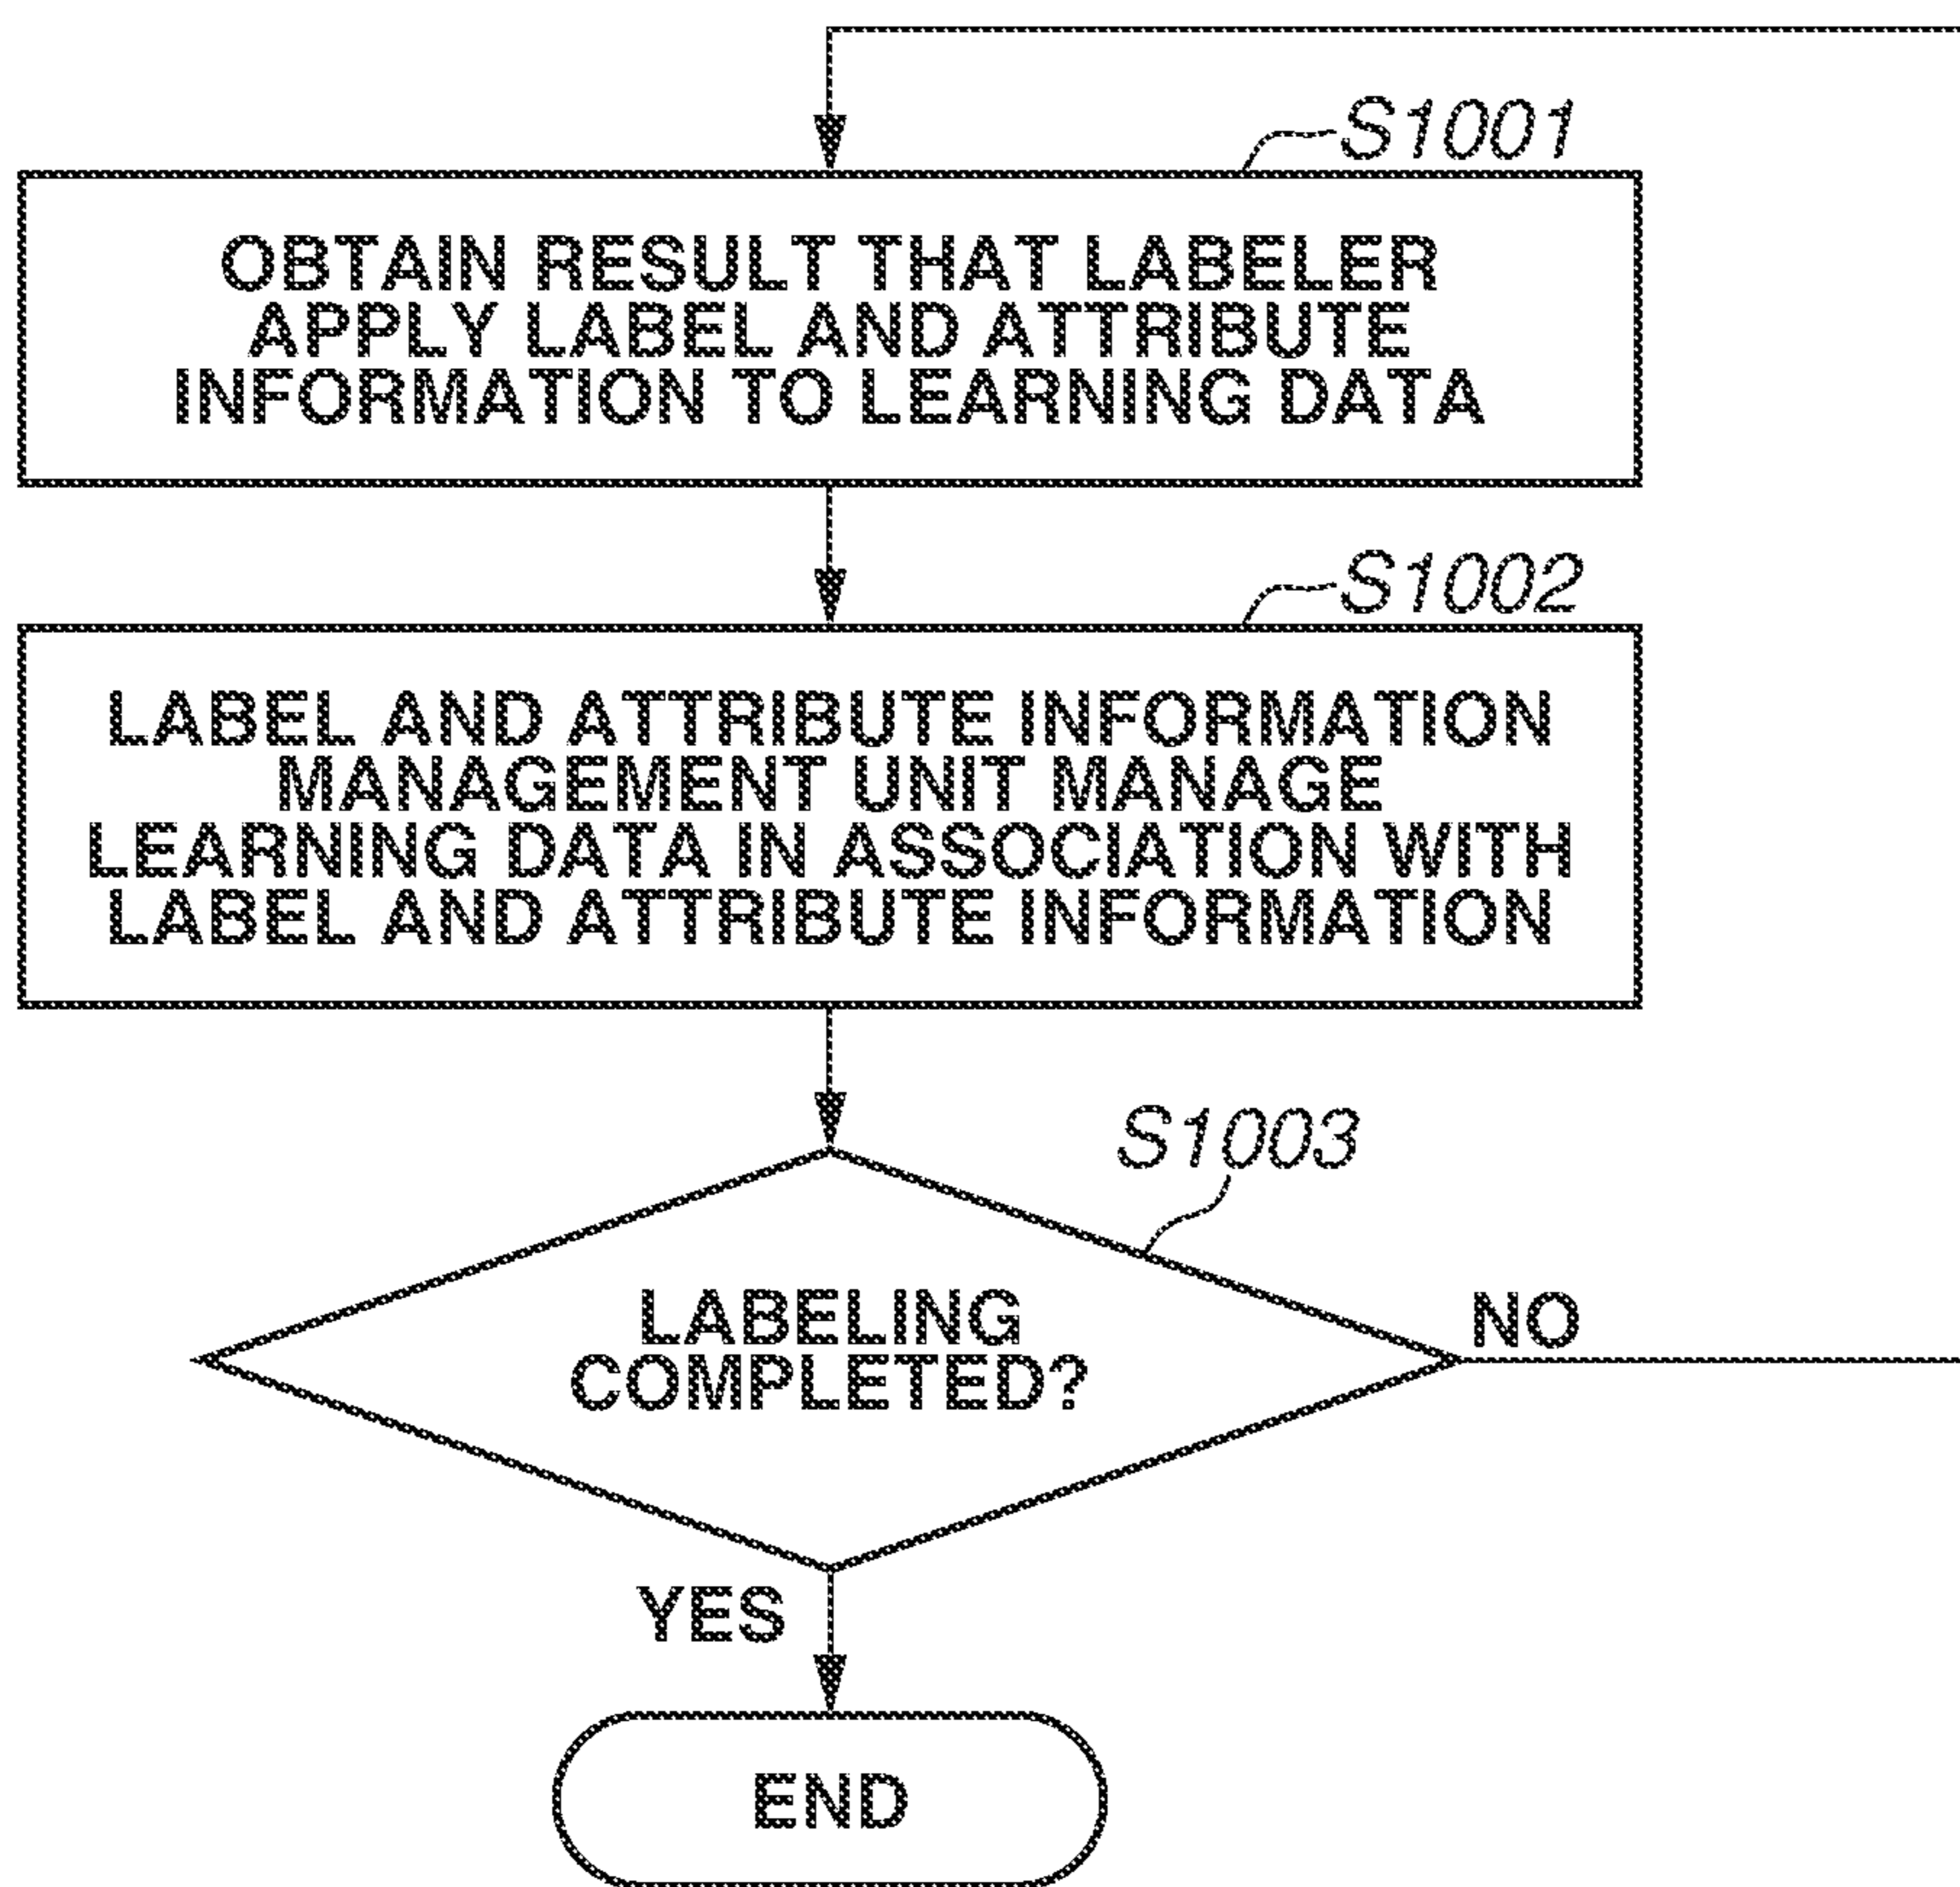 S1001
OBTAIN RESULT THAT LABELER
APPLY LABEL AND ATTRIBUTE
INFORMATION TO LEARNING DATA
S1002
LABEL AND ATTRIBUTE INFORMATION
MANAGEMENT UNIT MANAGE
LEARNING DATA IN ASSOCIATION WITH
LABEL AND ATTRIBUTE INFORMATION
S1003
LABELING
COMPLETED?
NO
YES
END